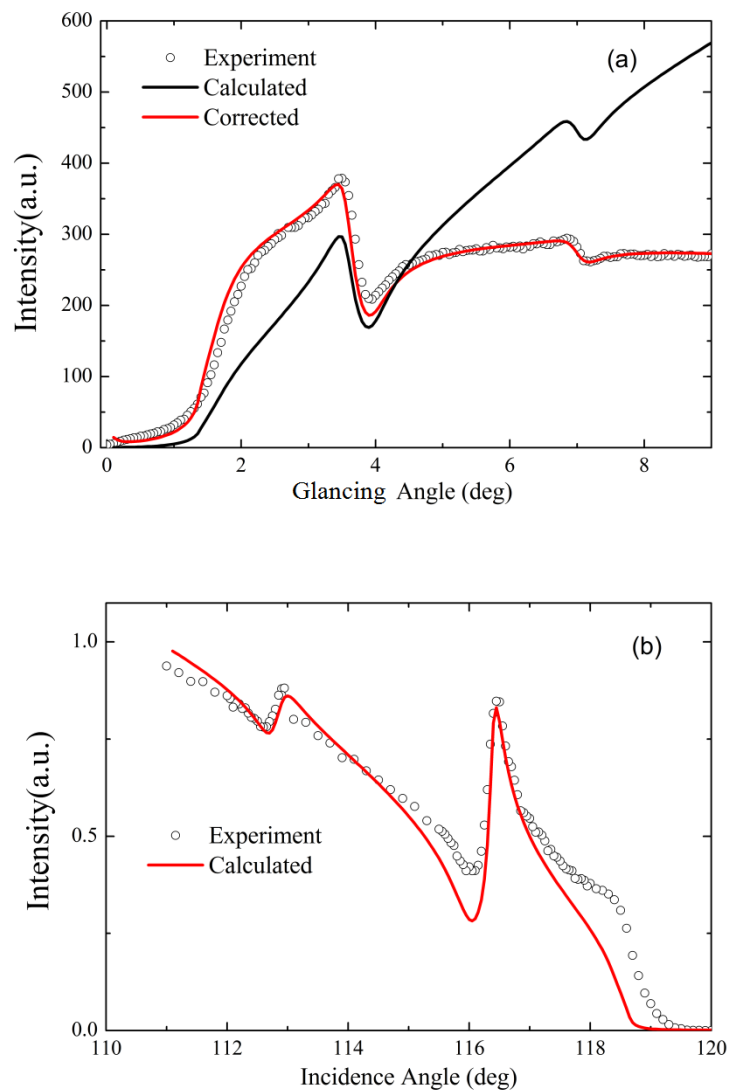 600
(a)
Experiment
Calculated
Corrected
500
400
300
200
100
0
0 2 4 6 8
Intensity(a.u.)
Glancing Angle (deg)
(b)
1.0
0.5
0.0
Experiment
Calculated
Intensity(a.u.)
110 112 114 116 118 120
Incidence Angle (deg)